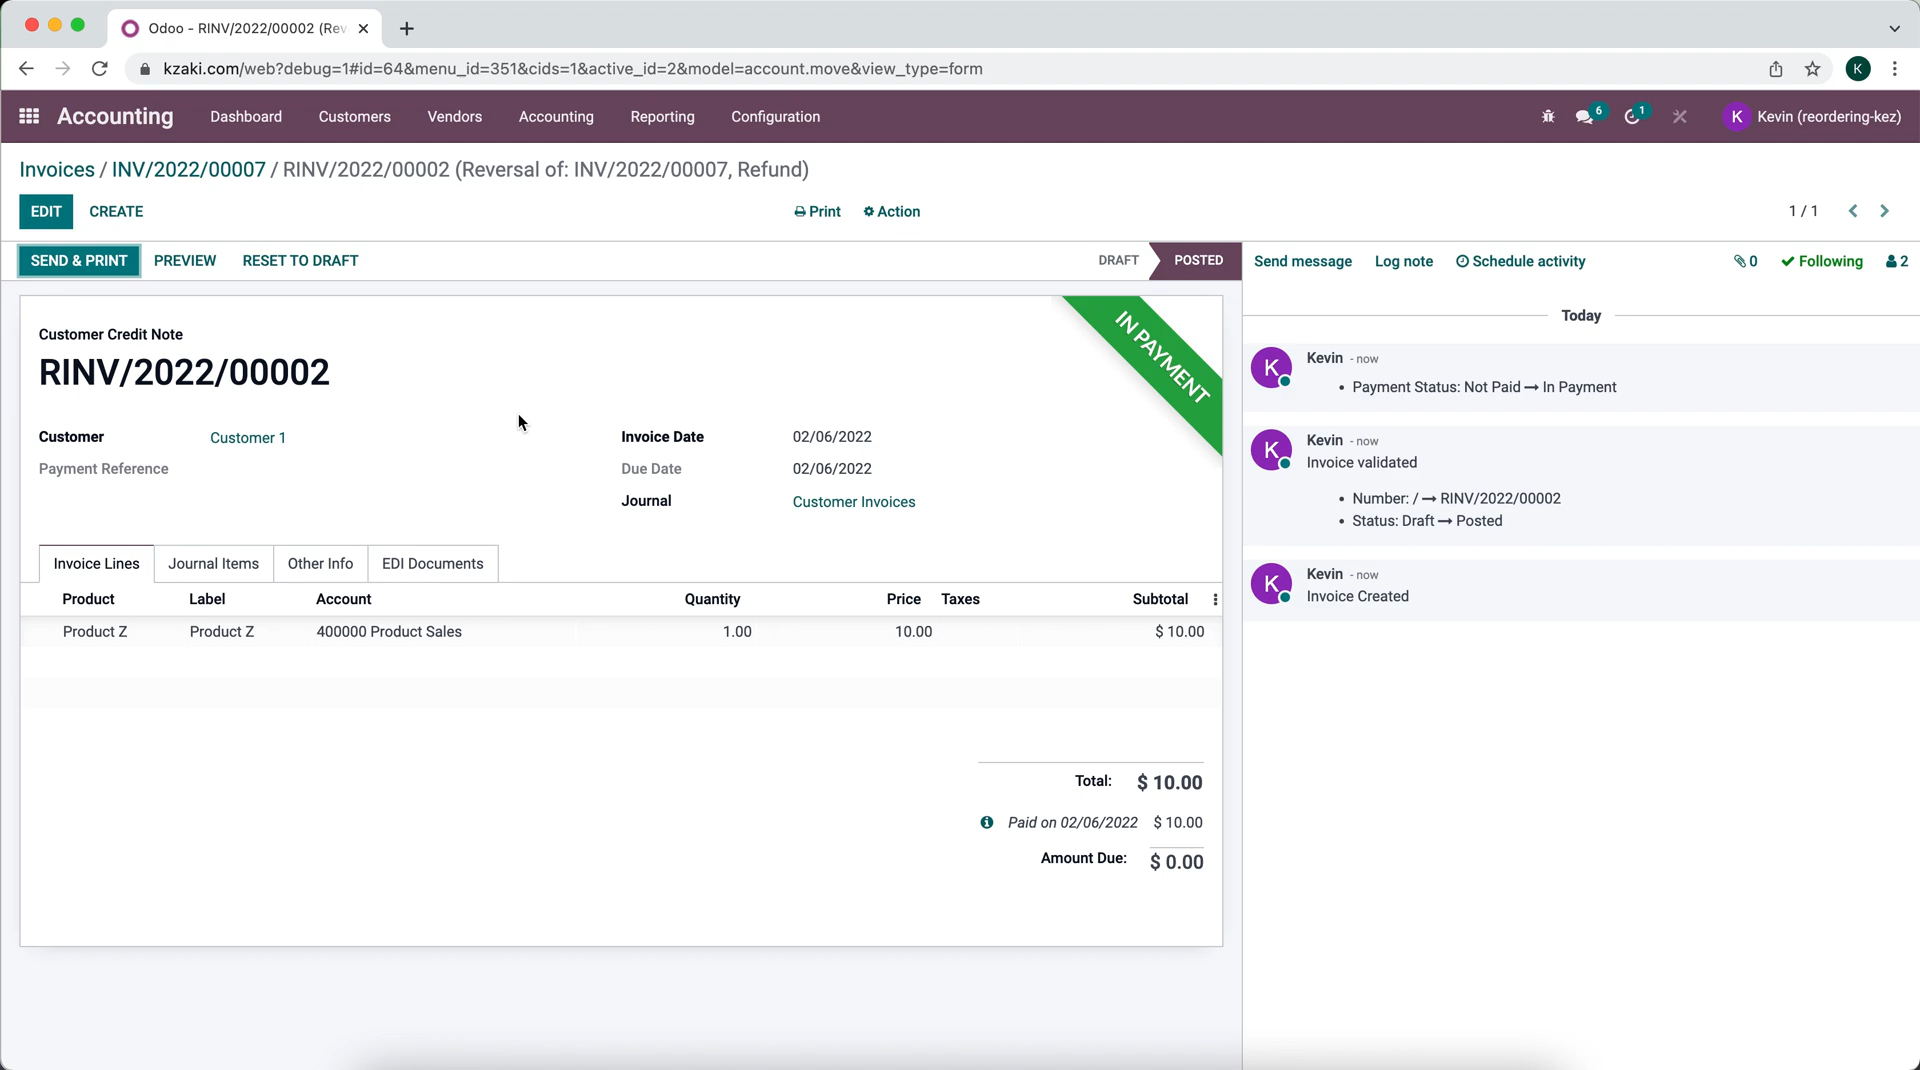 Odoo - RINV/2022/00002 (Rev
kzaki.com/web?debug=1#id=64&menu_id=351&cids=1&active_id=2&model=account.move&view_type=form
K
Accounting Dashboard Customers Vendors Accounting Reporting Configuration 6 1 K Kevin (reordering-kez)
Invoices / INV/2022/00007 / RINV/2022/00002 (Reversal of: INV/2022/00007, Refund)
EDIT CREATE Print Action 1 / 1
SEND & PRINT PREVIEW RESET TO DRAFT DRAFT POSTED
Send message Log note Schedule activity 0 Following 2
IN PAYMENT
Customer Credit Note
RINV/2022/00002
Customer Customer 1
Payment Reference
Invoice Date 02/06/2022
Due Date 02/06/2022
Journal Customer Invoices
Invoice Lines Journal Items Other Info EDI Documents
Product Label Account Quantity Price Taxes Subtotal
Product Z Product Z 400000 Product Sales 1.00 10.00 $ 10.00
Total: $ 10.00
Paid on 02/06/2022 $ 10.00
Amount Due: $ 0.00
Today
K
Kevin - now
• Payment Status: Not Paid → In Payment
K
Kevin - now
Invoice validated
• Number: / → RINV/2022/00002
• Status: Draft → Posted
K
Kevin - now
Invoice Created